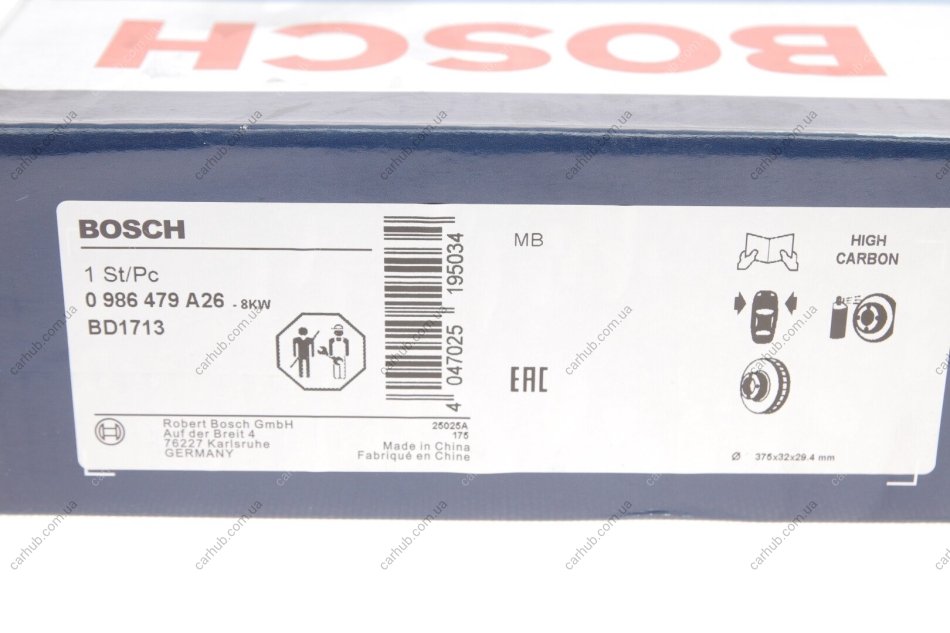 BOSCH
BOSCH
1 St/Pc
0 986 479 A26 - 8KW
BD1713
4 047025 195034
Robert Bosch GmbH
Auf der Breit 4
76227 Karlsruhe
GERMANY
25025A
175
Made in China
Fabriqué en Chine
MB
EAC
HIGH
CARBON
Ø 375x32x29.4 mm
carhub.com.ua